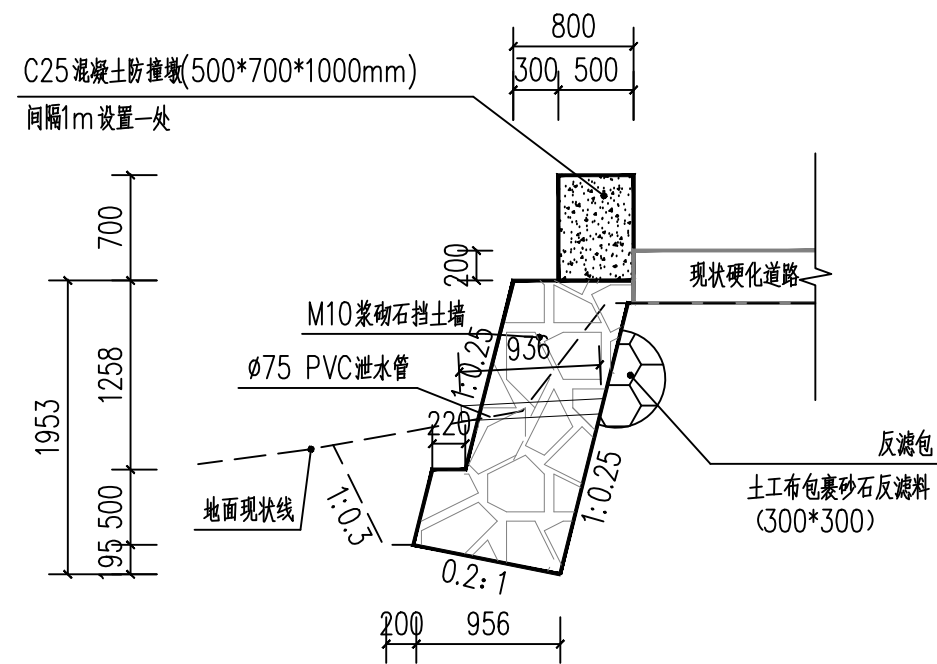 800
300
500
C25混凝土防撞墩(500*700*1000mm)
间隔1m设置一处
700
200
现状硬化道路
M10浆砌石挡土墙
936
1:0.25
ø75 PVC泄水管
1258
1953
220
反滤包
土工布包裹砂石反滤料
(300*300)
1:0.25
地面现状线
1:0.3
500
95
0.2:1
200
956